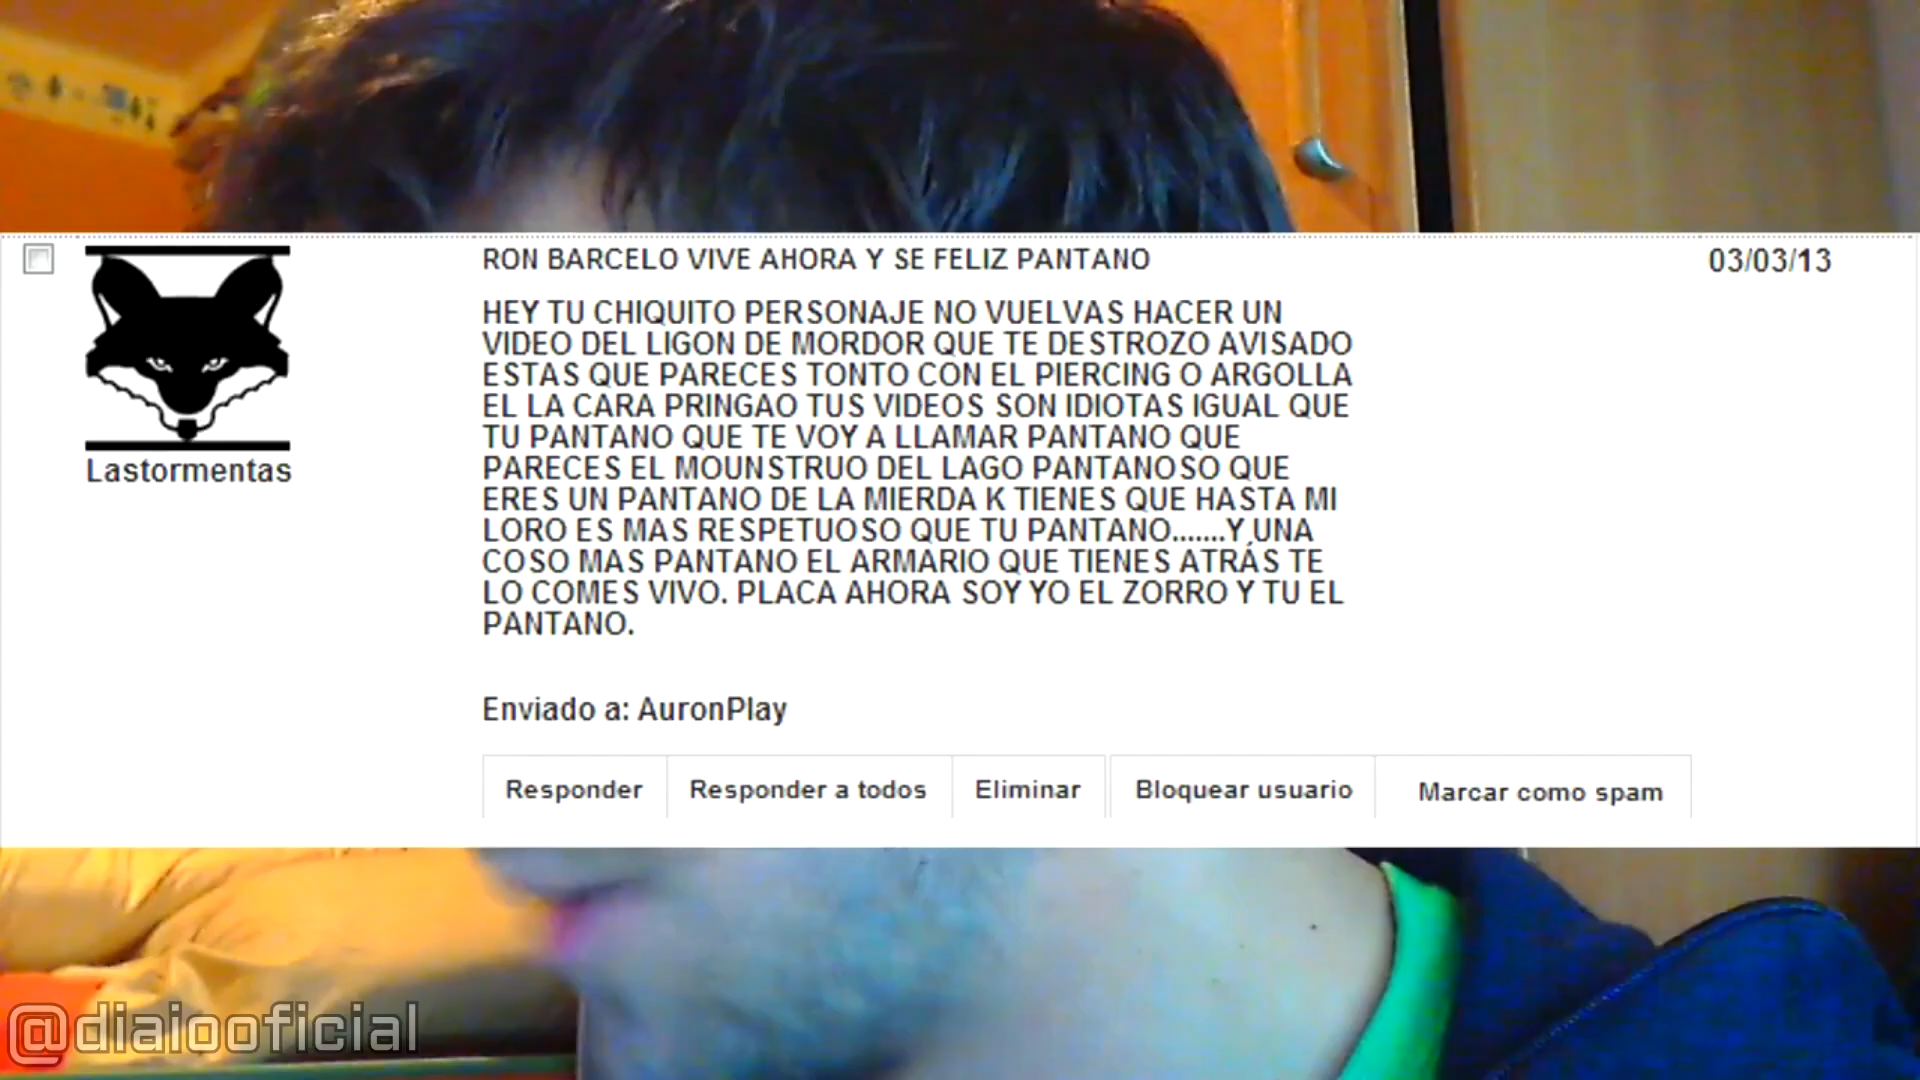 RON BARCELO VIVE AHORA Y SE FELIZ PANTANO
03/03/13
HEY TU CHIQUITO PERSONAJE NO VUELVAS HACER UN
VIDEO DEL LIGON DE MORDOR QUE TE DESTROZO AVISADO
ESTAS QUE PARECES TONTO CON EL PIERCING O ARGOLLA
EL LA CARA PRINGAO TUS VIDEOS SON IDIOTAS IGUAL QUE
TU PANTANO QUE TE VOY A LLAMAR PANTANO QUE
PARECES EL MOUNSTRUO DEL LAGO PANTANOSO QUE
ERES UN PANTANO DE LA MIERDA K TIENES QUE HASTA MI
LORO ES MAS RESPETUOSO QUE TU PANTANO.......Y UNA
COSO MAS PANTANO EL ARMARIO QUE TIENES ATRÁS TE
LO COMES VIVO. PLACA AHORA SOY YO EL ZORRO Y TU EL
PANTANO.
Lastormentas
Enviado a: AuronPlay
Responder Responder a todos Eliminar Bloquear usuario Marcar como spam
@diaiooficial